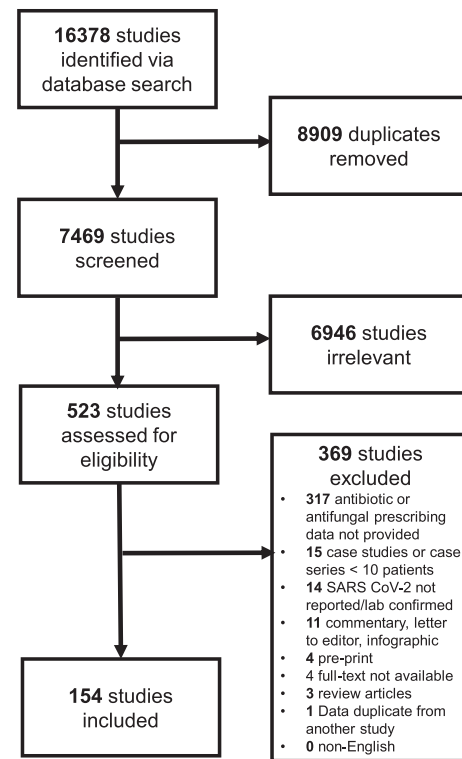 16378 studies
identified via
database search
8909 duplicates
removed
7469 studies
screened
6946 studies
irrelevant
523 studies
assessed for
eligibility
369 studies
excluded
• 317 antibiotic or
antifungal prescribing
data not provided
• 15 case studies or case
series < 10 patients
• 14 SARS CoV-2 not
reported/lab confirmed
• 11 commentary, letter
to editor, infographic
• 4 pre-print
• 4 full-text not available
• 3 review articles
• 1 Data duplicate from
another study
• 0 non-English
154 studies
included